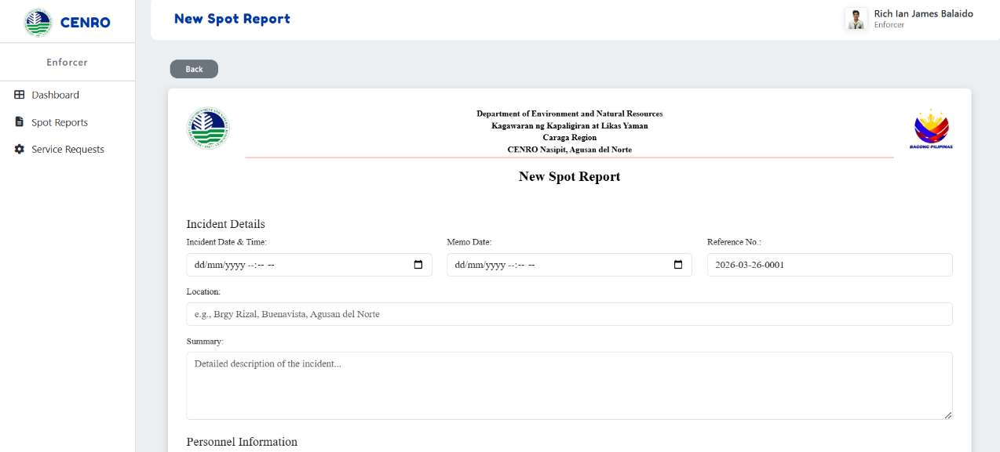 CENRO
New Spot Report
Rich Ian James Balaido
Enforcer
Enforcer
Dashboard
Spot Reports
Service Requests
Back
Department of Environment and Natural Resources
Kagawaran ng Kapaligiran at Likas Yaman
Caraga Region
CENRO Nasipit, Agusan del Norte
BAGONG PILIPINAS
New Spot Report
Incident Details
Incident Date & Time: Memo Date: Reference No.:
dd/mm/yyyy --:-- -- dd/mm/yyyy --:-- -- 2026-03-26-0001
Location:
e.g., Brgy Rizal, Buenavista, Agusan del Norte
Summary:
Detailed description of the incident...
Personnel Information